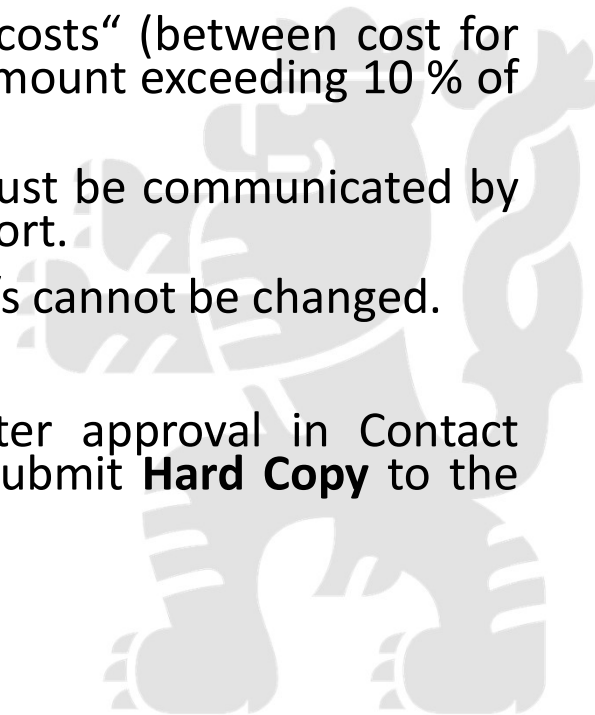 costs“ (between cost for
mount exceeding 10 % of
ust be communicated by
ort.
s cannot be changed.
ter approval in Contact
ubmit Hard Copy to the